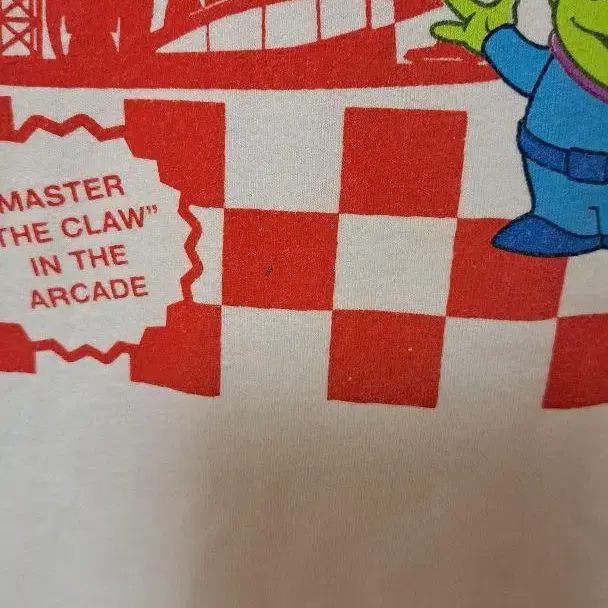 MASTER
THE CLAW”
IN THE
ARCADE